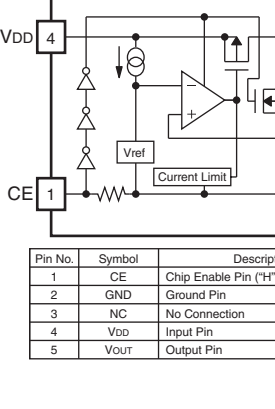 VDD 4
−
+
Vref
Current Limit
CE 1
Pin No. Symbol
1 CE Chip Enable Pin ("H"
2 GND Ground Pin
3 NC No Connection
4 VDD Input Pin
5 VOUT Output Pin